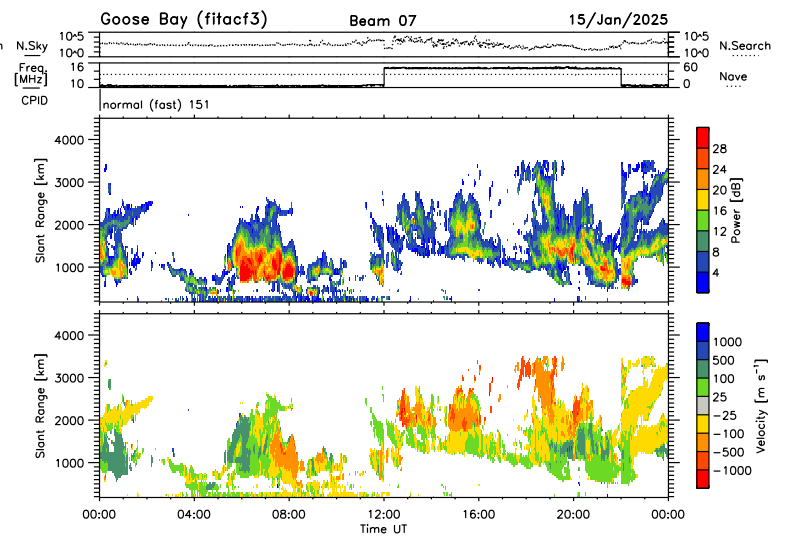 Goose Bay (fitacf3) Beam 07 15/Jan/2025
n N.Sky 10^5 10^0 10^5 10^0 N.Search
Freq. [MHz] 16 10 60 0 Nave
CPID normal (fast) 151
Slant Range [km] 4000 3000 2000 1000
Power [dB] 28 24 20 16 12 8 4
Slant Range [km] 4000 3000 2000 1000
Velocity [m s^-1] 1000 500 100 25 -25 -100 -500 -1000
00:00 04:00 08:00 12:00 16:00 20:00 00:00
Time UT